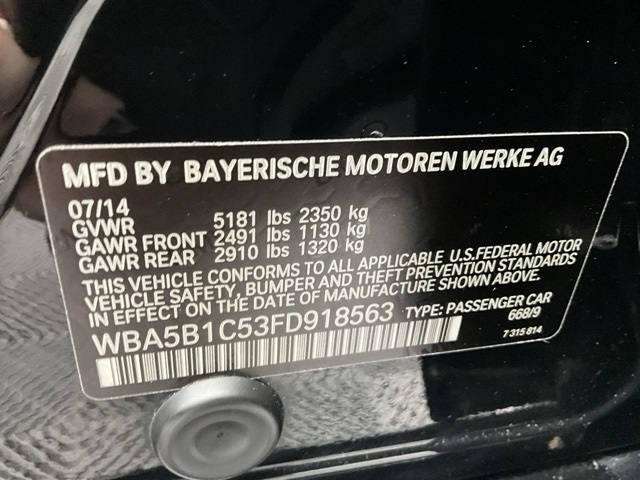 MFD BY BAYERISCHE MOTOREN WERKE AG
07/14
GVWR 5181 lbs 2350 kg
GAWR FRONT 2491 lbs 1130 kg
GAWR REAR 2910 lbs 1320 kg
THIS VEHICLE CONFORMS TO ALL APPLICABLE U.S.FEDERAL MOTOR
VEHICLE SAFETY, BUMPER AND THEFT PREVENTION STANDARDS
IN EFFECT ON THE DATE OF MANUFACTURE SHOWN ABOVE.
WBA5B1C53FD918563 TYPE: PASSENGER CAR
668/9
7 315 814